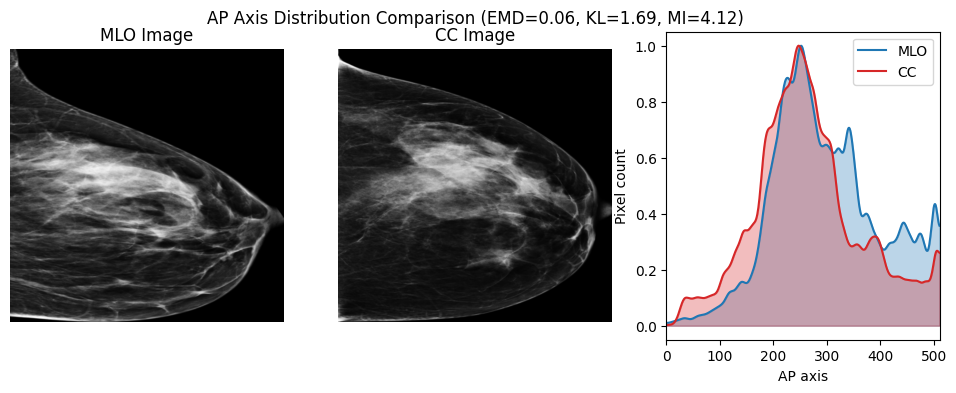 AP Axis Distribution Comparison (EMD=0.06, KL=1.69, MI=4.12)
MLO Image
CC Image
MLO
CC
Pixel count
1.0
0.8
0.6
0.4
0.2
0.0
0 100 200 300 400 500
AP axis